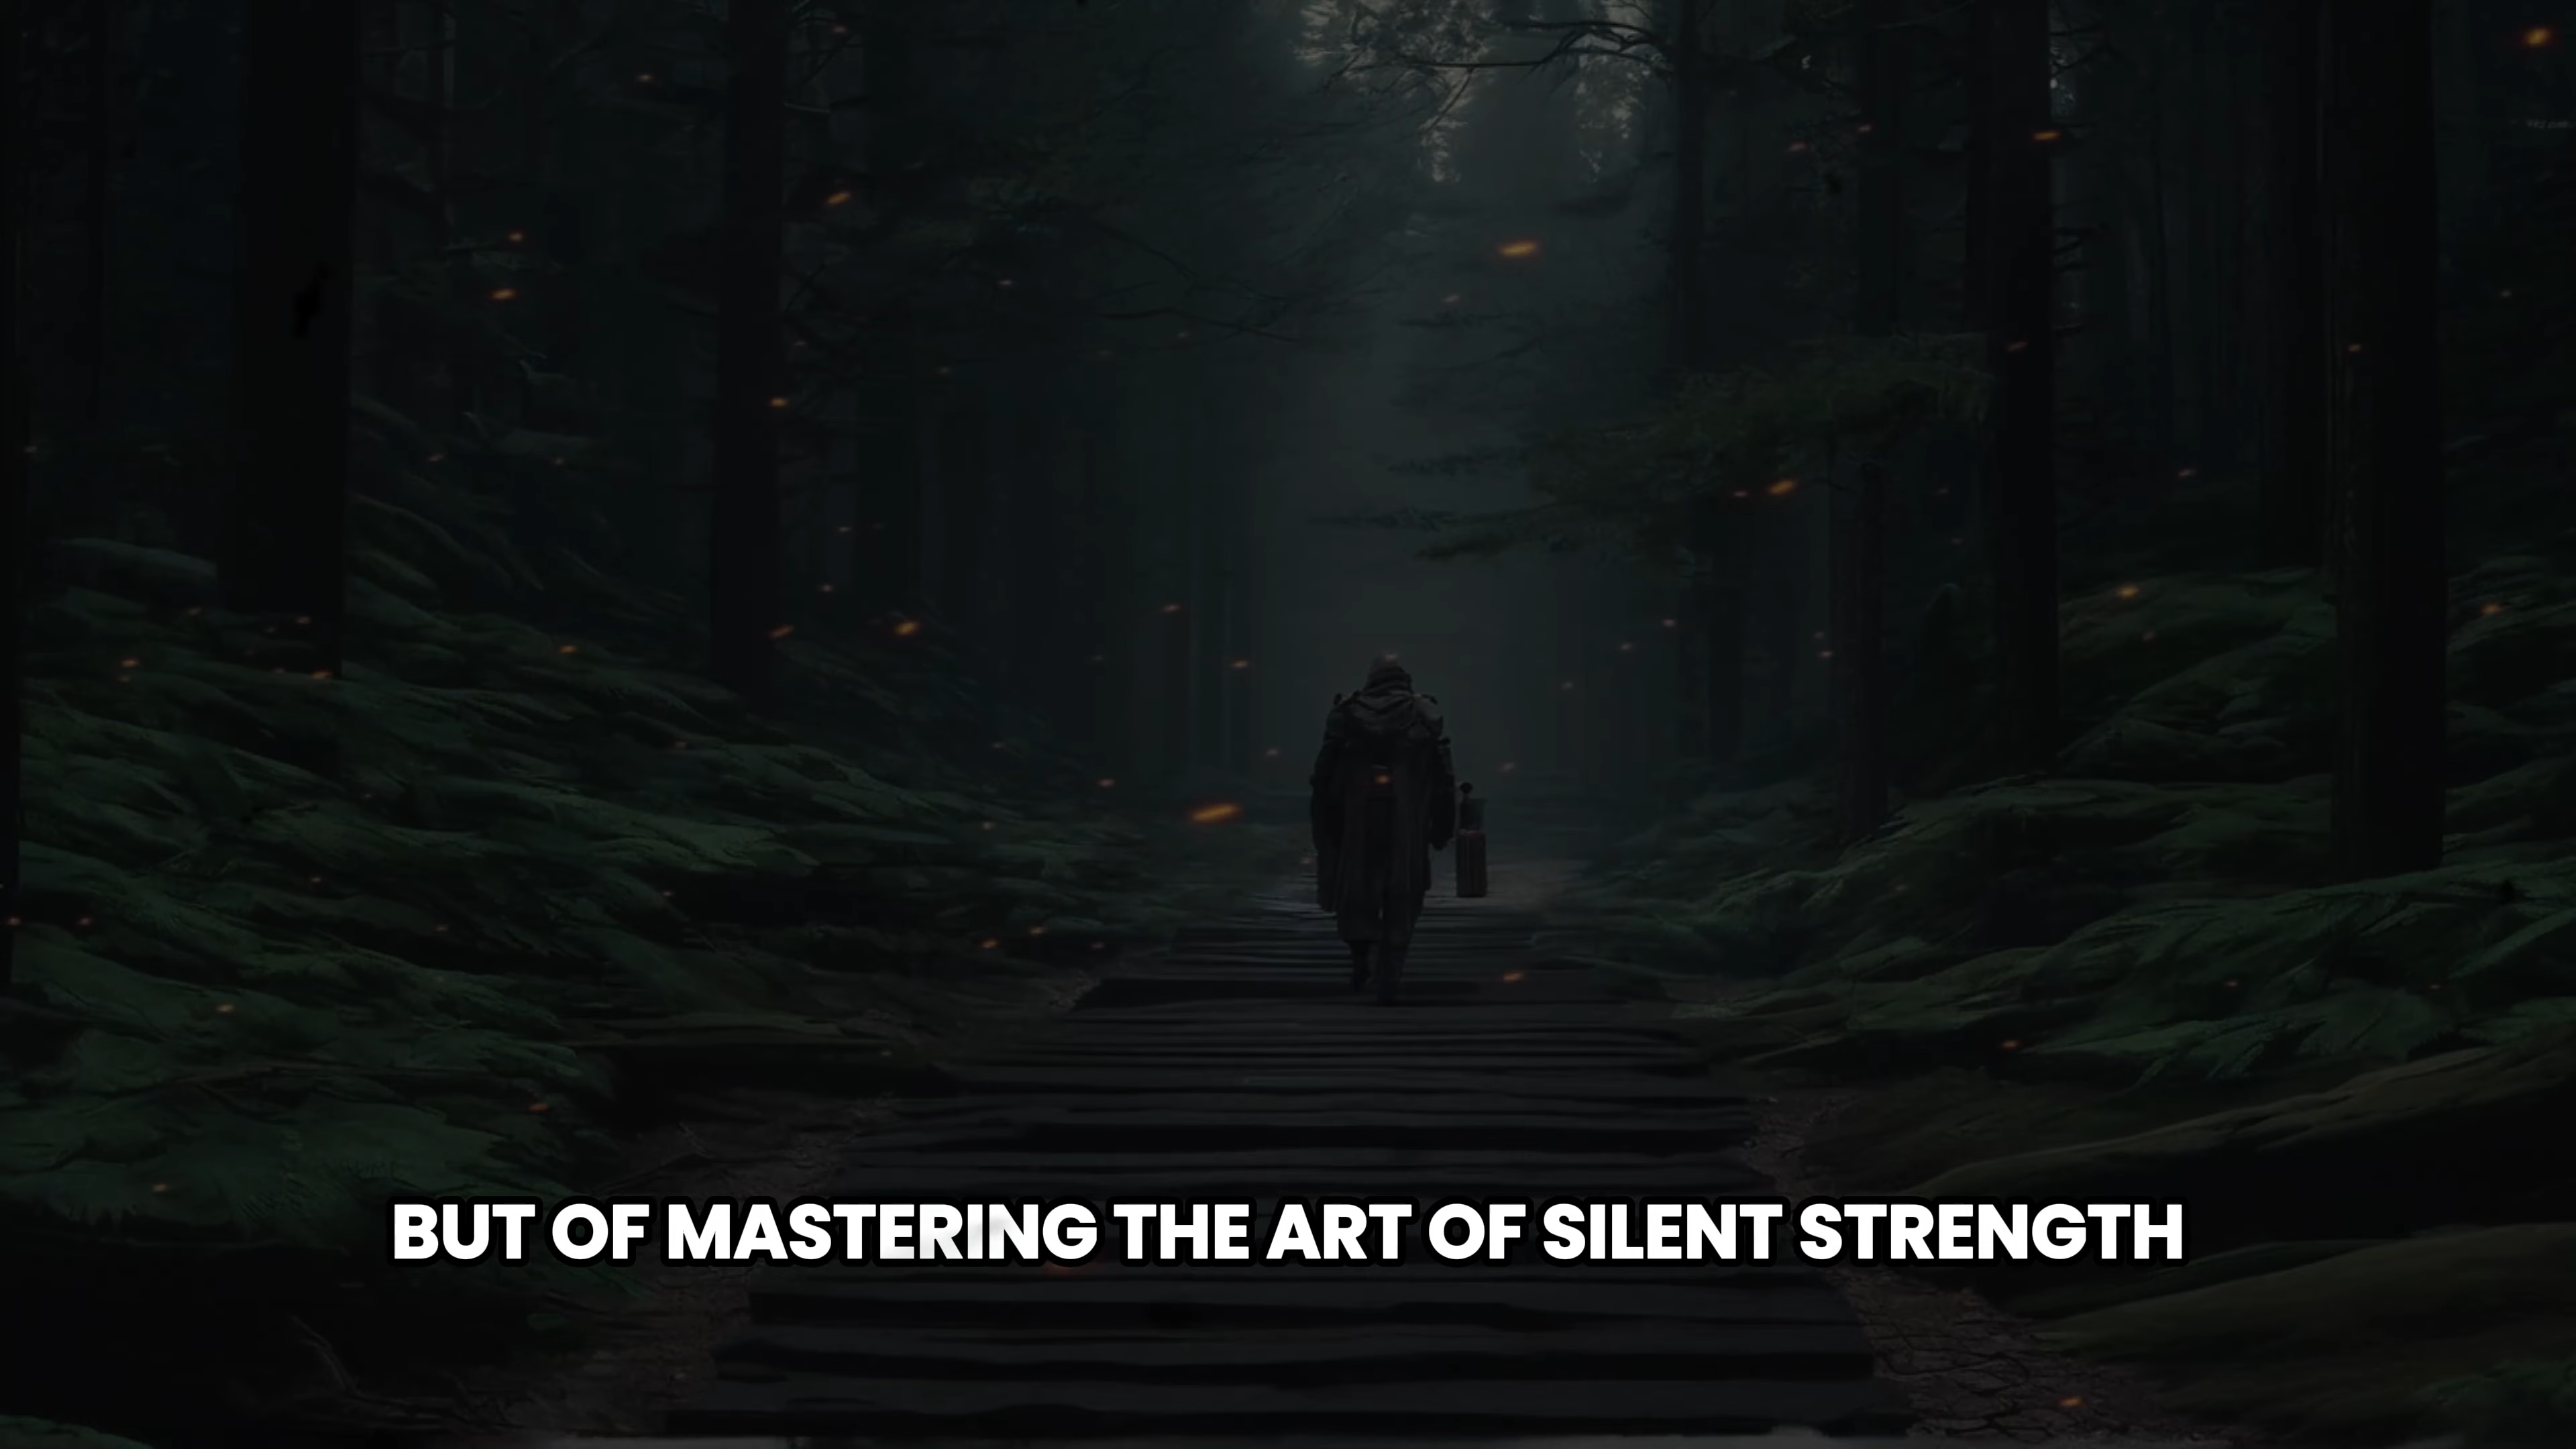 BUT OF MASTERING THE ART OF SILENT STRENGTH